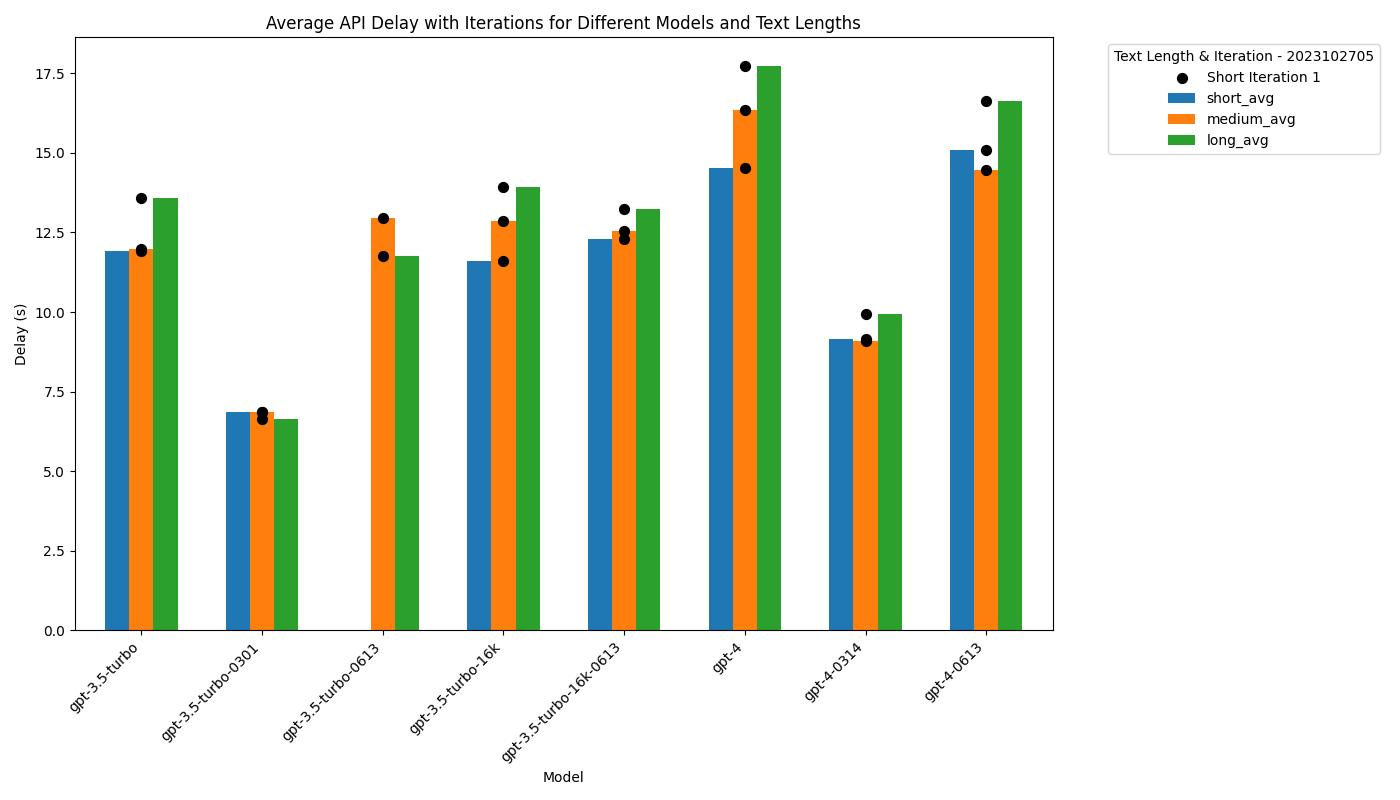 Average API Delay with Iterations for Different Models and Text Lengths
Text Length & Iteration - 2023102705
Short Iteration 1
short_avg
medium_avg
long_avg
17.5
15.0
12.5
10.0
7.5
5.0
2.5
0.0
Delay (s)
gpt-3.5-turbo
gpt-3.5-turbo-0301
gpt-3.5-turbo-0613
gpt-3.5-turbo-16k
gpt-3.5-turbo-16k-0613
gpt-4
gpt-4-0314
gpt-4-0613
Model